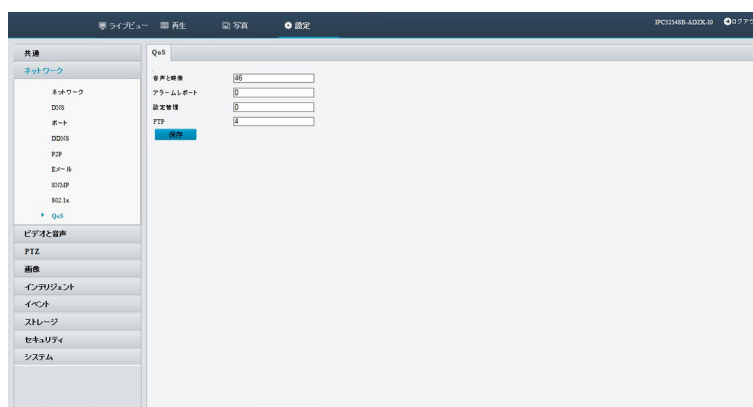 ライブビュー 再生 写真 設定 IPC3234SB-ADZK-I0 ログアウ
共通
ネットワーク
ネットワーク
DNS
ポート
DDNS
P2P
Eメール
SNMP
802.1x
QoS
ビデオと音声
PTZ
画像
インテリジェント
イベント
ストレージ
セキュリティ
システム
QoS
音声と映像 46
アラームレポート 0
設定管理 0
FTP 4
保存